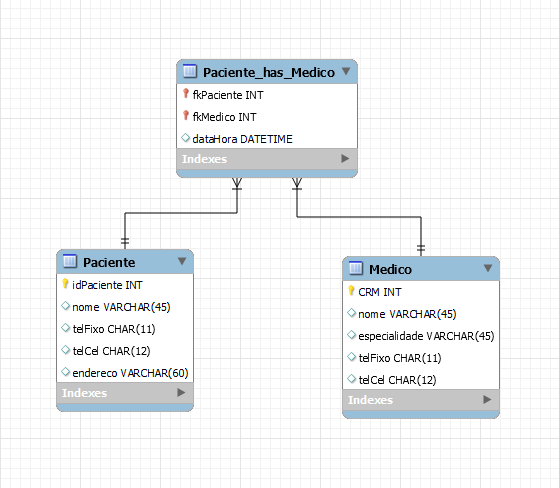 Paciente_has_Medico
fkPaciente INT
fkMedico INT
dataHora DATETIME
Indexes
Paciente
idPaciente INT
nome VARCHAR(45)
telFixo CHAR(11)
telCel CHAR(12)
endereco VARCHAR(60)
Indexes
Medico
CRM INT
nome VARCHAR(45)
especialidade VARCHAR(45)
telFixo CHAR(11)
telCel CHAR(12)
Indexes